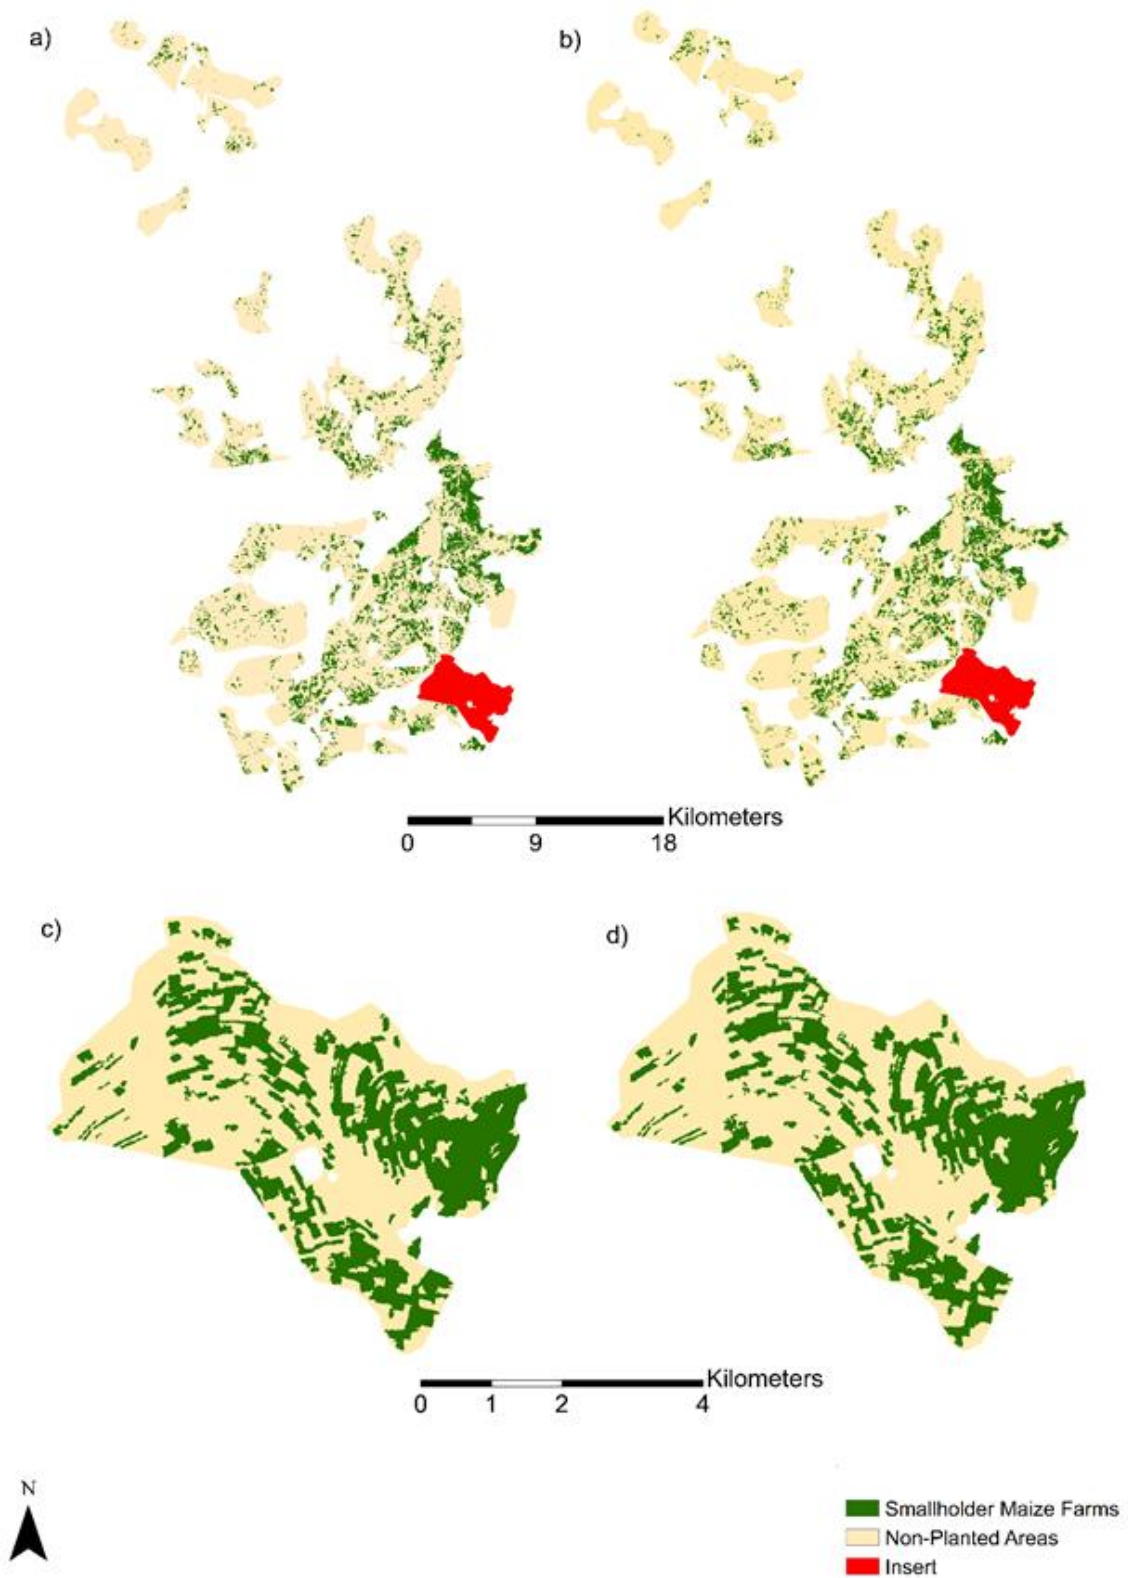 a)
b)
Kilometers
0 9 18
c)
d)
Kilometers
0 1 2 4
N
Smallholder Maize Farms
Non-Planted Areas
Insert